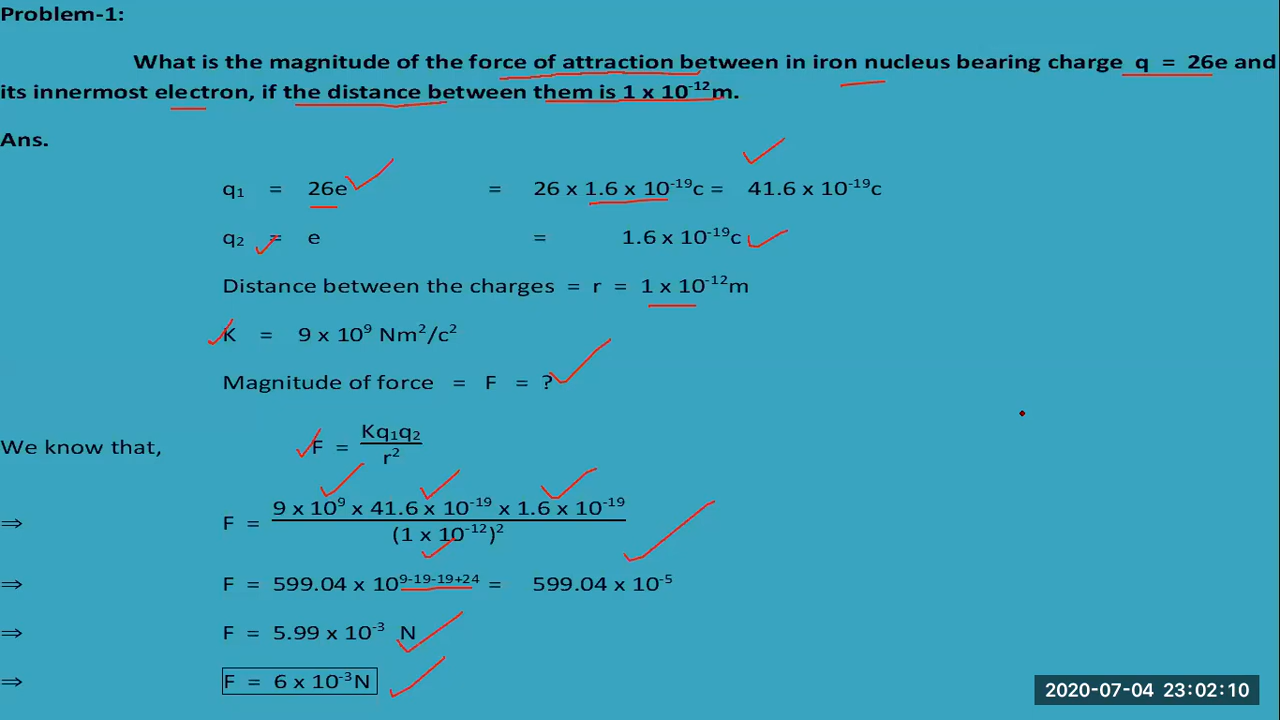 Problem-1:
What is the magnitude of the force of attraction between in iron nucleus bearing charge q = 26e and
its innermost electron, if the distance between them is 1 x 10⁻¹²m.
Ans.
q₁ = 26e = 26 x 1.6 x 10⁻¹⁹c = 41.6 x 10⁻¹⁹c
q₂ = e = 1.6 x 10⁻¹⁹c
Distance between the charges = r = 1 x 10⁻¹²m
K = 9 x 10⁹ Nm²/c²
Magnitude of force = F = ?
We know that, F = Kq₁q₂ / r²
⇒ F = 9 x 10⁹ x 41.6 x 10⁻¹⁹ x 1.6 x 10⁻¹⁹ / (1 x 10⁻¹²)²
⇒ F = 599.04 x 10⁹⁻¹⁹⁻¹⁹⁺²⁴ = 599.04 x 10⁻⁵
⇒ F = 5.99 x 10⁻³ N
⇒ F = 6 x 10⁻³N
2020-07-04 23:02:10